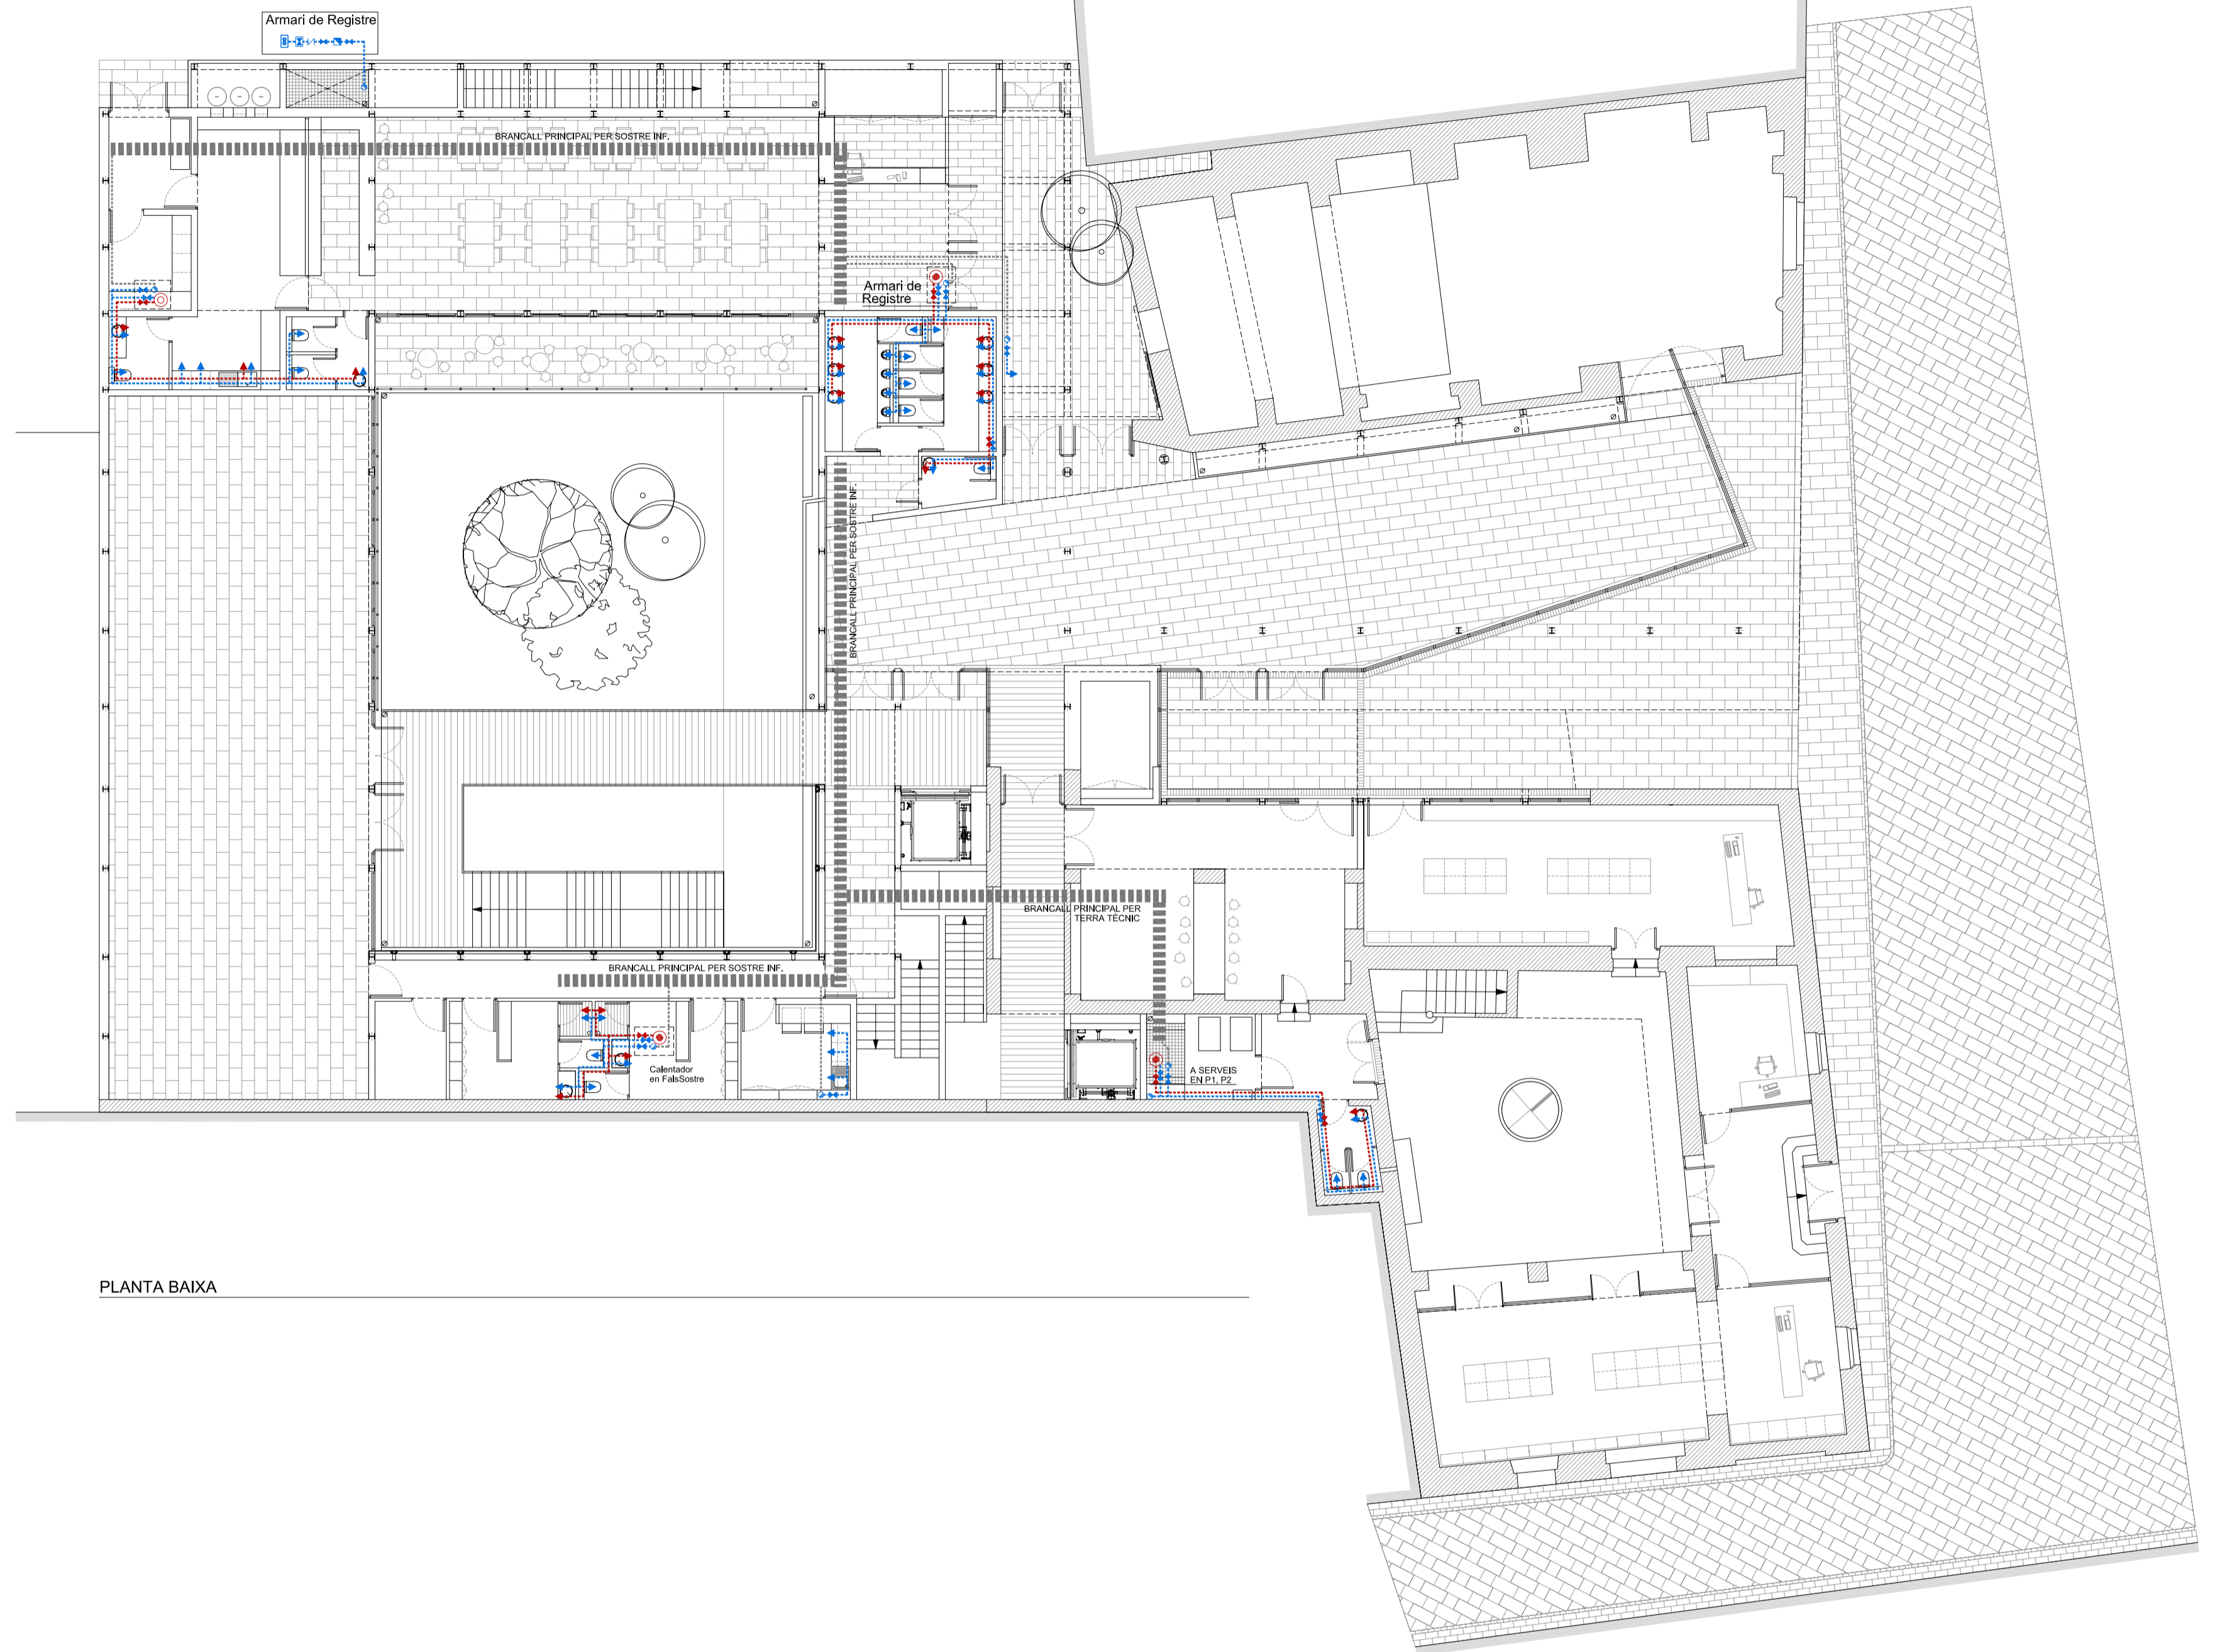 Armari de Registre
BRANCALL PRINCIPAL PER SOSTRE INF.
Armari de
Registre
BRANCALL PRINCIPAL PER SOSTRE INF.
BRANCALL PRINCIPAL PER
TERRA TÈCNIC
BRANCALL PRINCIPAL PER SOSTRE INF.
Calentador
en FalsSostre
A SERVEIS
EN P1, P2
PLANTA BAIXA